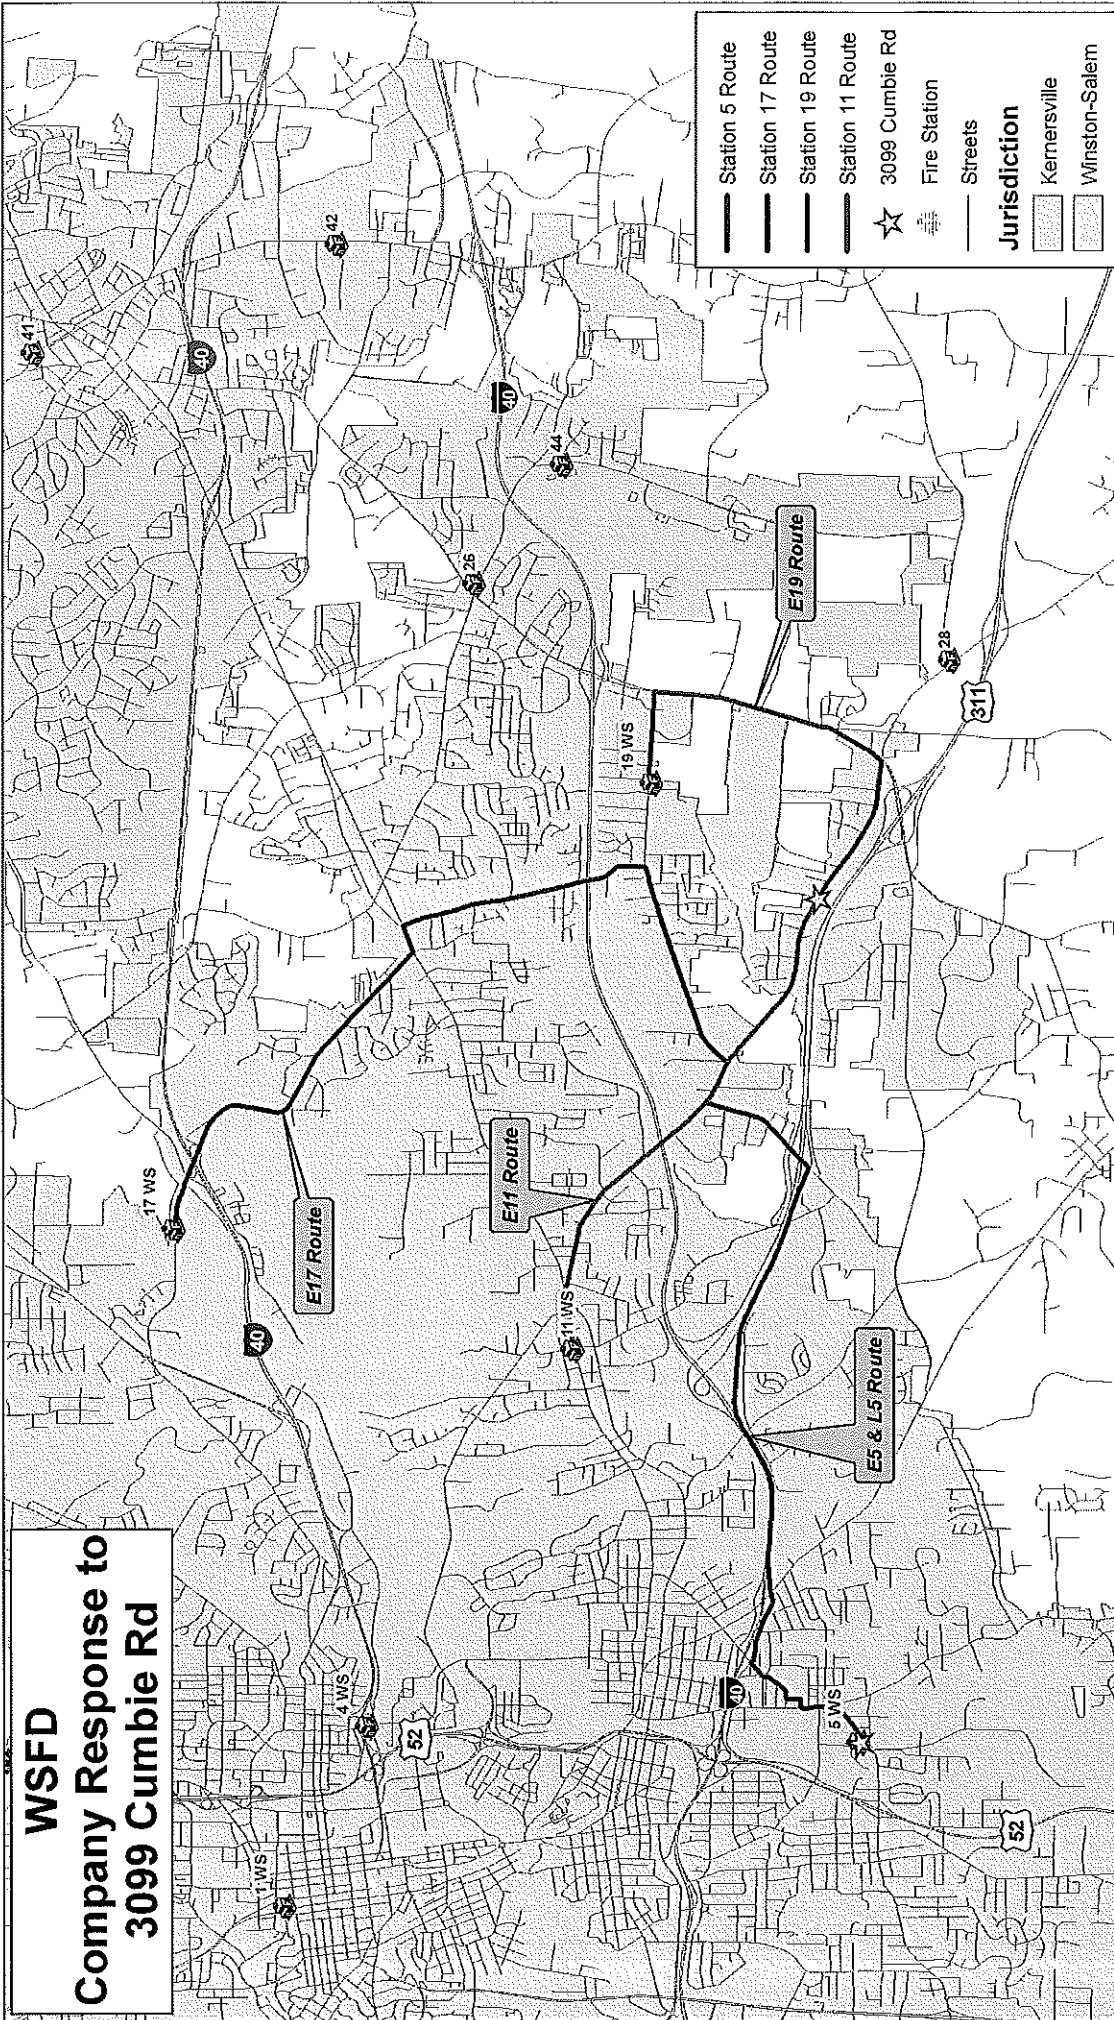 WSFD
Company Response to
3099 Cumbie Rd
1 WS
4 WS
52
40
17 WS
E17 Route
40
41
42
40
44
26
11 WS
E11 Route
19 WS
E19 Route
28
311
E5 & L5 Route
40
5 WS
52
Station 5 Route
Station 17 Route
Station 19 Route
Station 11 Route
3099 Cumbie Rd
Fire Station
Streets
Jurisdiction
Kernersville
Winston-Salem